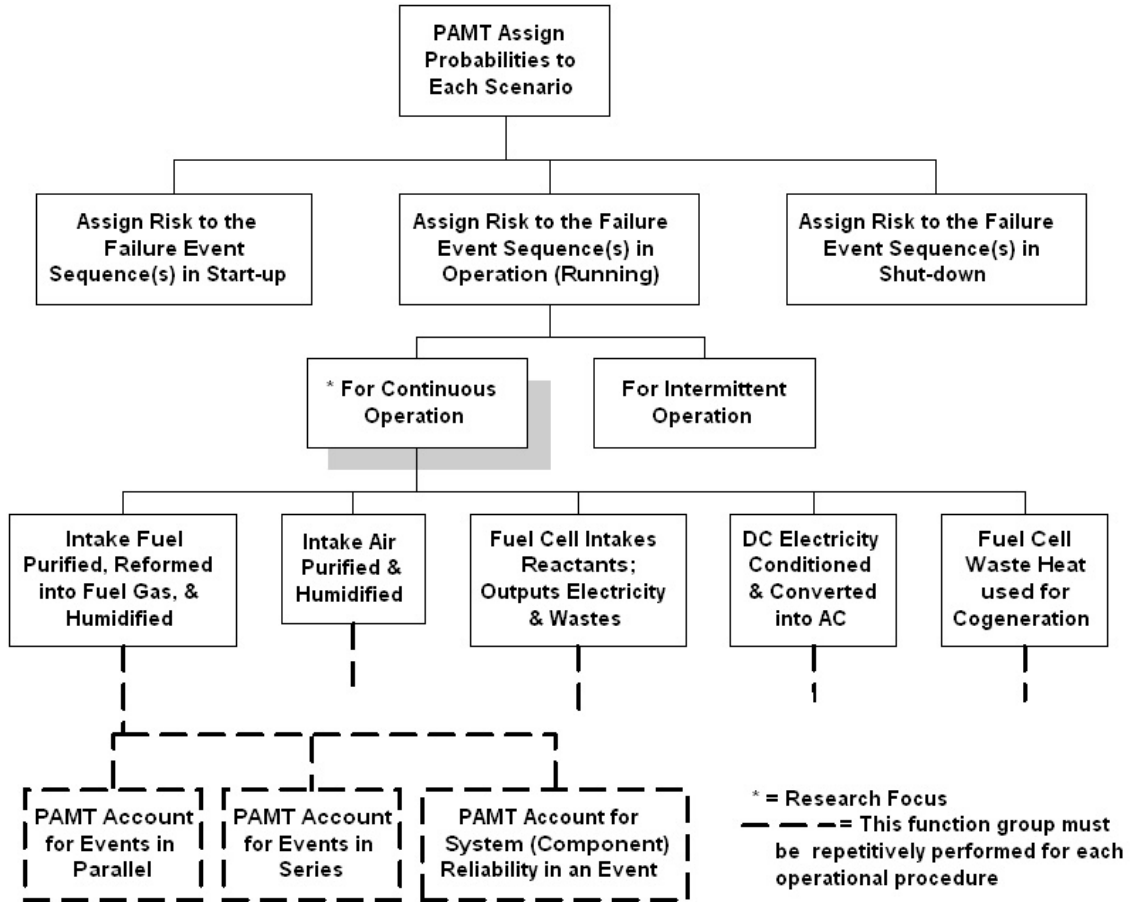 PAMT Assign
Probabilities to
Each Scenario
Assign Risk to the
Failure Event
Sequence(s) in Start-up
Assign Risk to the Failure
Event Sequence(s) in
Operation (Running)
Assign Risk to the Failure
Event Sequence(s) in
Shut-down
* For Continuous
Operation
For Intermittent
Operation
Intake Fuel
Purified, Reformed
into Fuel Gas, &
Humidified
Intake Air
Purified &
Humidified
Fuel Cell Intakes
Reactants;
Outputs Electricity
& Wastes
DC Electricity
Conditioned
& Converted
into AC
Fuel Cell
Waste Heat
used for
Cogeneration
PAMT Account
for Events in
Parallel
PAMT Account
for Events in
Series
PAMT Account for
System (Component)
Reliability in an Event
* = Research Focus
= This function group must
be repetitively performed for each
operational procedure